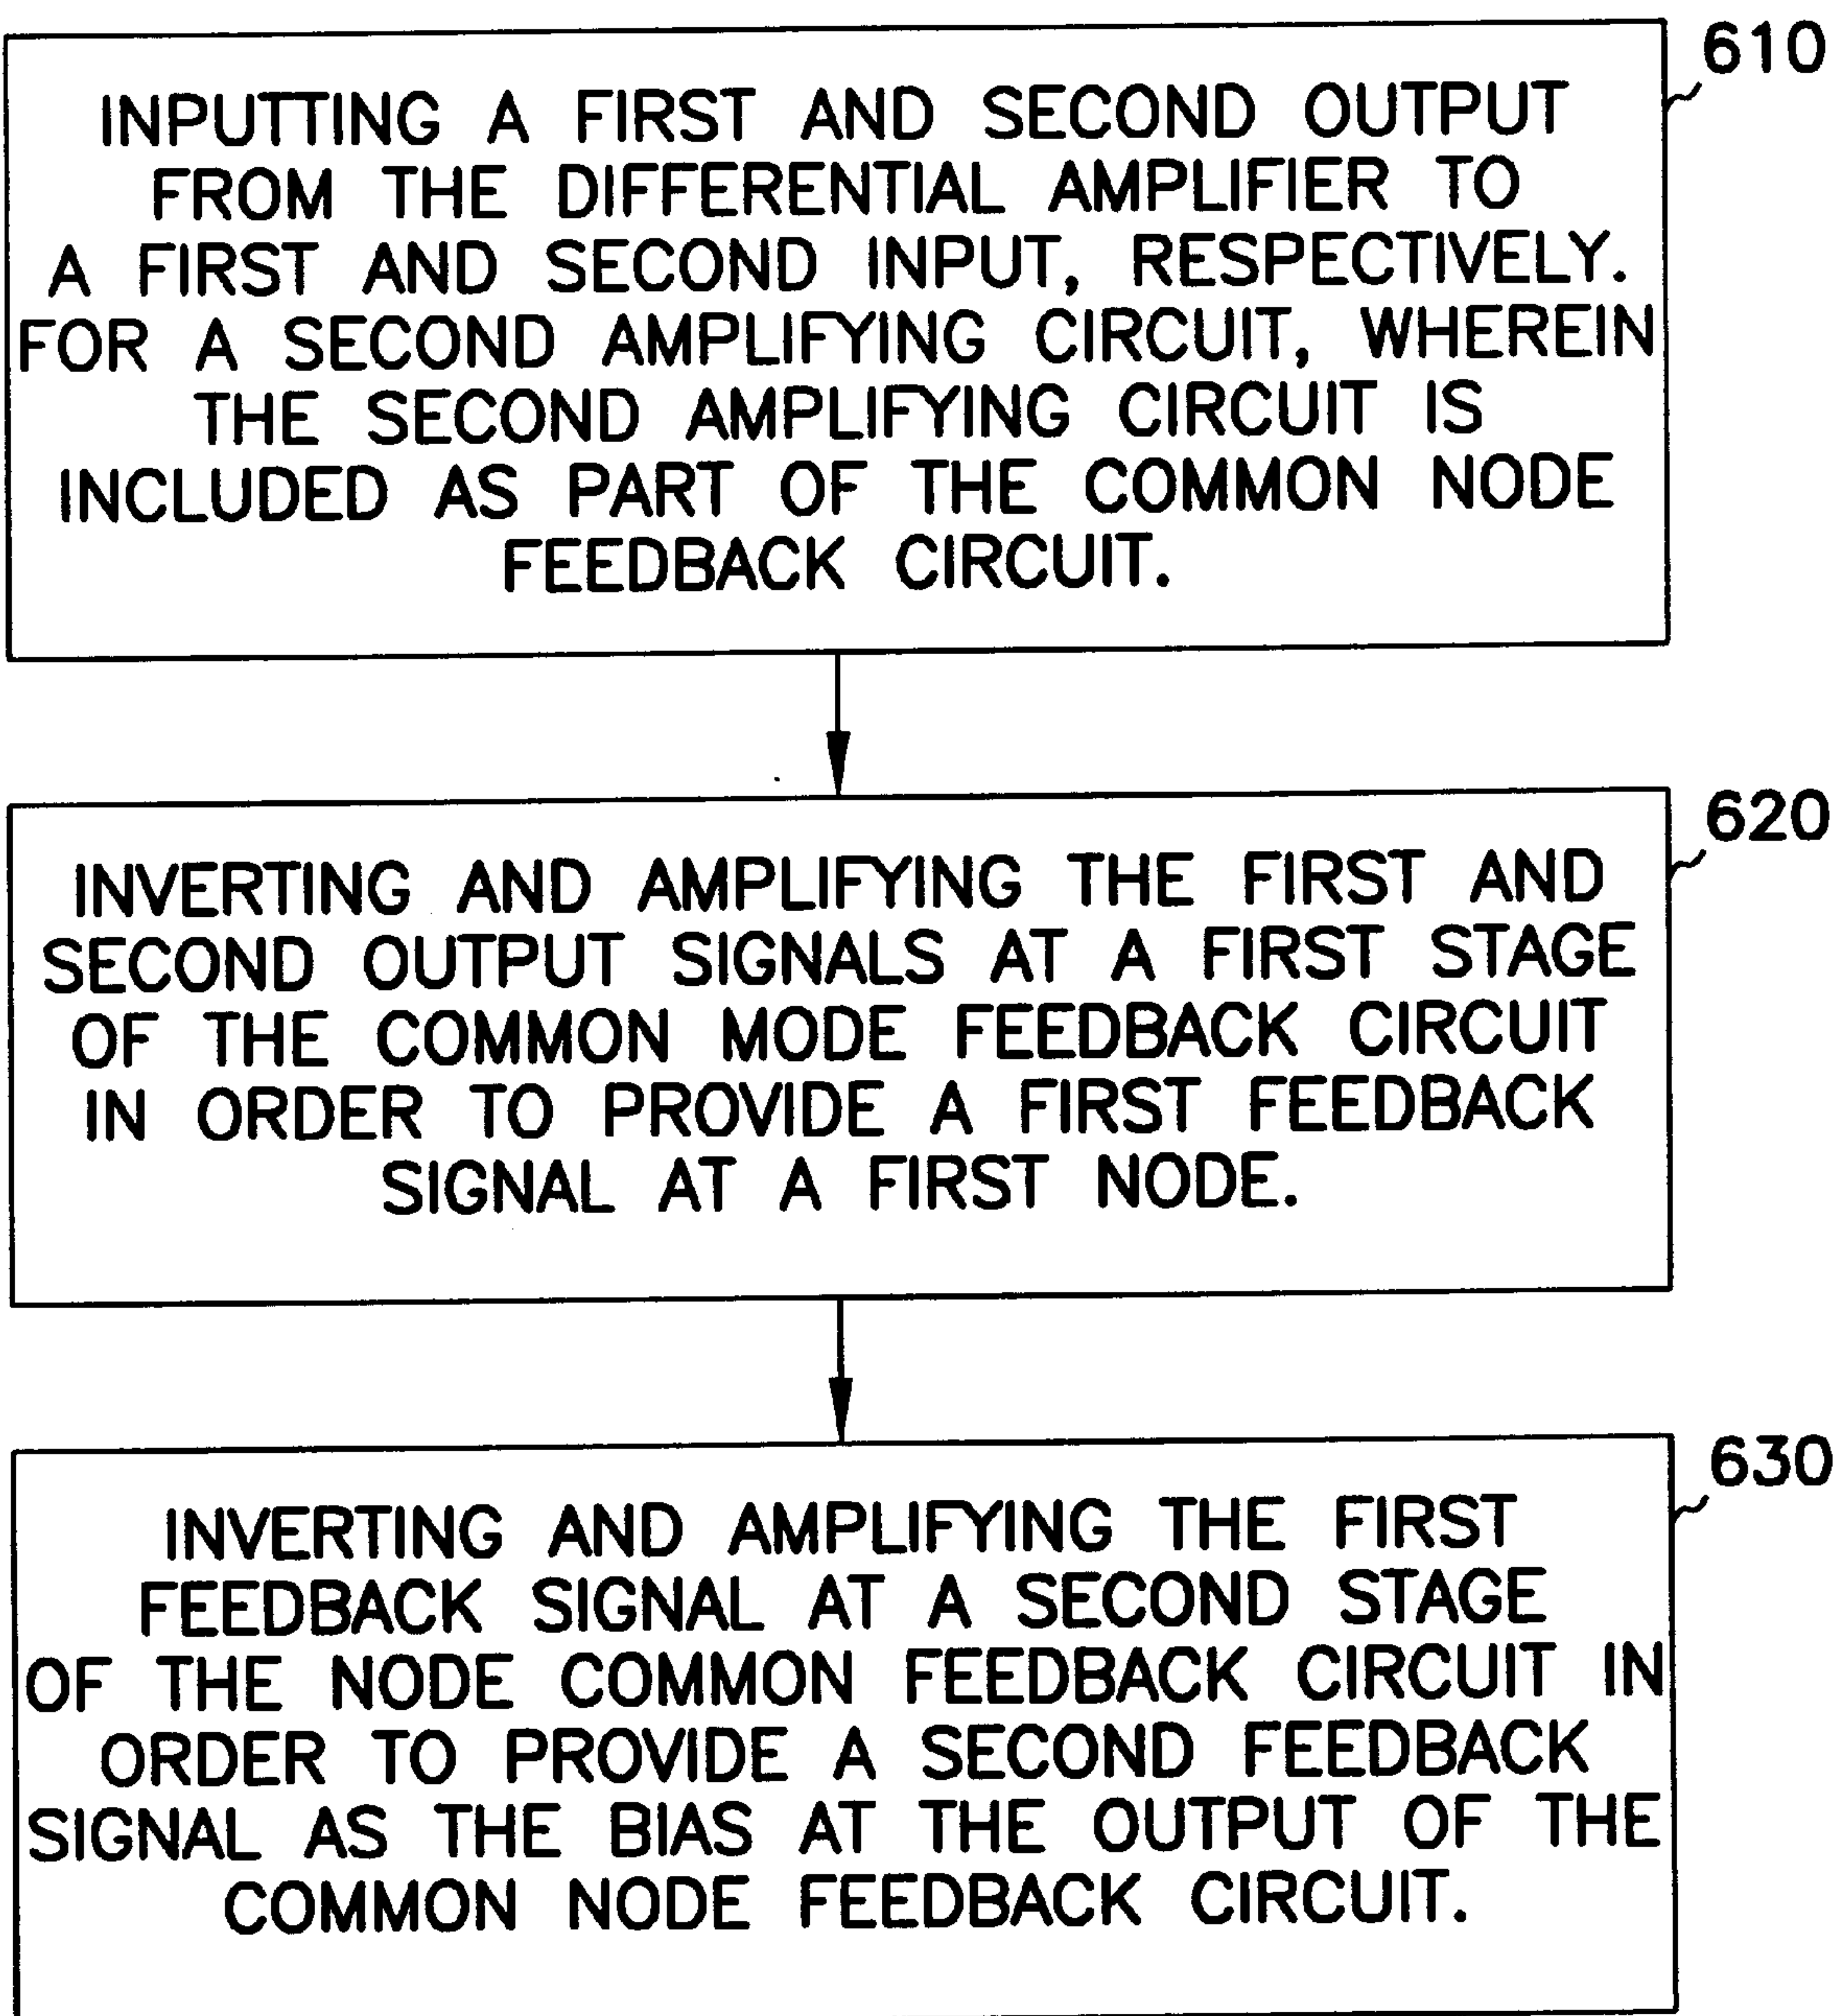 610
INPUTTING A FIRST AND SECOND OUTPUT
FROM THE DIFFERENTIAL AMPLIFIER TO
A FIRST AND SECOND INPUT, RESPECTIVELY.
FOR A SECOND AMPLIFYING CIRCUIT, WHEREIN
THE SECOND AMPLIFYING CIRCUIT IS
INCLUDED AS PART OF THE COMMON NODE
FEEDBACK CIRCUIT.
620
INVERTING AND AMPLIFYING THE FIRST AND
SECOND OUTPUT SIGNALS AT A FIRST STAGE
OF THE COMMON MODE FEEDBACK CIRCUIT
IN ORDER TO PROVIDE A FIRST FEEDBACK
SIGNAL AT A FIRST NODE.
630
INVERTING AND AMPLIFYING THE FIRST
FEEDBACK SIGNAL AT A SECOND STAGE
OF THE NODE COMMON FEEDBACK CIRCUIT IN
ORDER TO PROVIDE A SECOND FEEDBACK
SIGNAL AS THE BIAS AT THE OUTPUT OF THE
COMMON NODE FEEDBACK CIRCUIT.